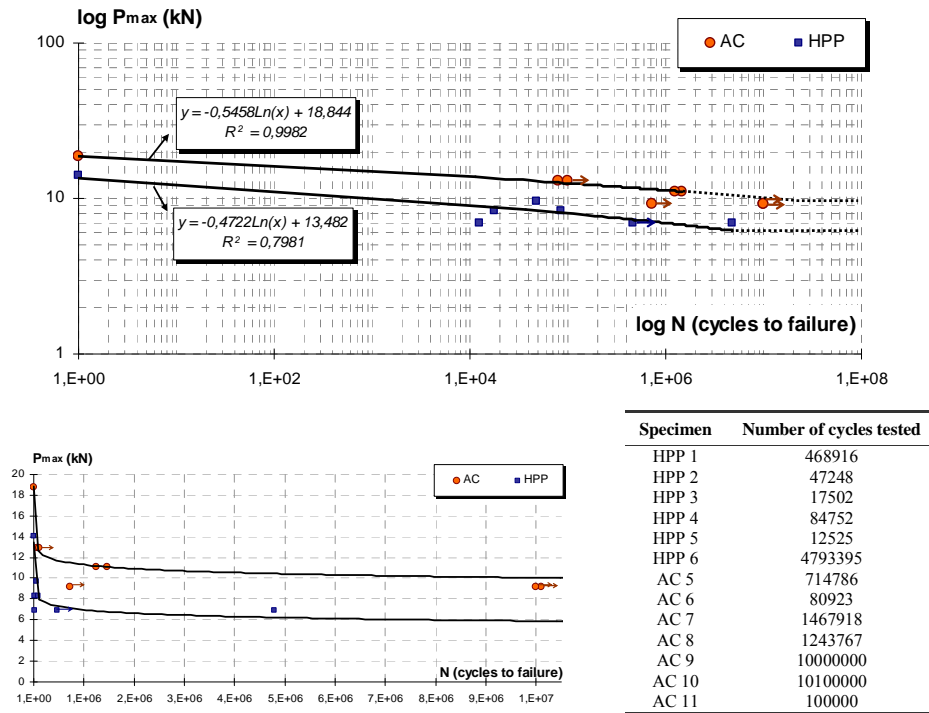 log Pmax (kN)
100
10
1
AC HPP
y = -0,5458Ln(x) + 18,844
R² = 0,9982
y = -0,4722Ln(x) + 13,482
R² = 0,7981
log N (cycles to failure)
1,E+00 1,E+02 1,E+04 1,E+06 1,E+08
Pmax (kN)
20
18
16
14
12
10
8
6
4
2
0
AC HPP
N (cycles to failure)
1,E+00 1,E+06 2,E+06 3,E+06 4,E+06 5,E+06 6,E+06 7,E+06 8,E+06 9,E+06 1,E+07
Specimen Number of cycles tested
HPP 1 468916
HPP 2 47248
HPP 3 17502
HPP 4 84752
HPP 5 12525
HPP 6 4793395
AC 5 714786
AC 6 80923
AC 7 1467918
AC 8 1243767
AC 9 10000000
AC 10 10100000
AC 11 100000